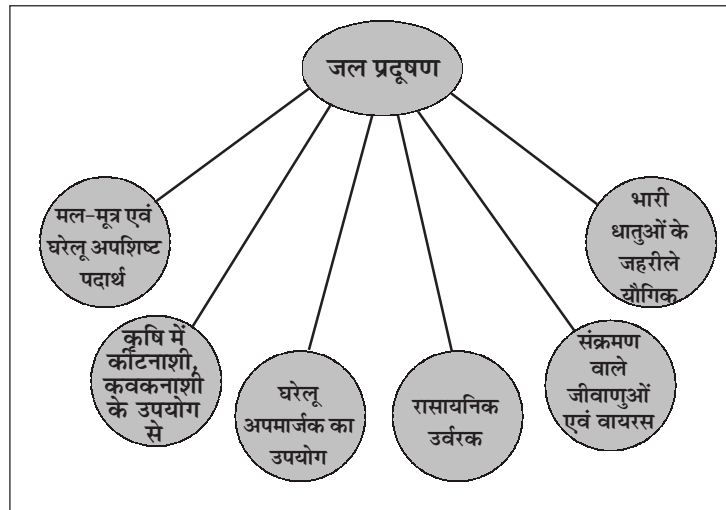 जल प्रदूषण
मल-मूत्र एवं
घरेलू अपशिष्ट
पदार्थ
कृषि में
कीटनाशी,
कवकनाशी
के उपयोग
से
घरेलू
अपमार्जक का
उपयोग
रासायनिक
उर्वरक
संक्रमण
वाले
जीवाणुओं
एवं वायरस
भारी
धातुओं के
जहरीले
यौगिक